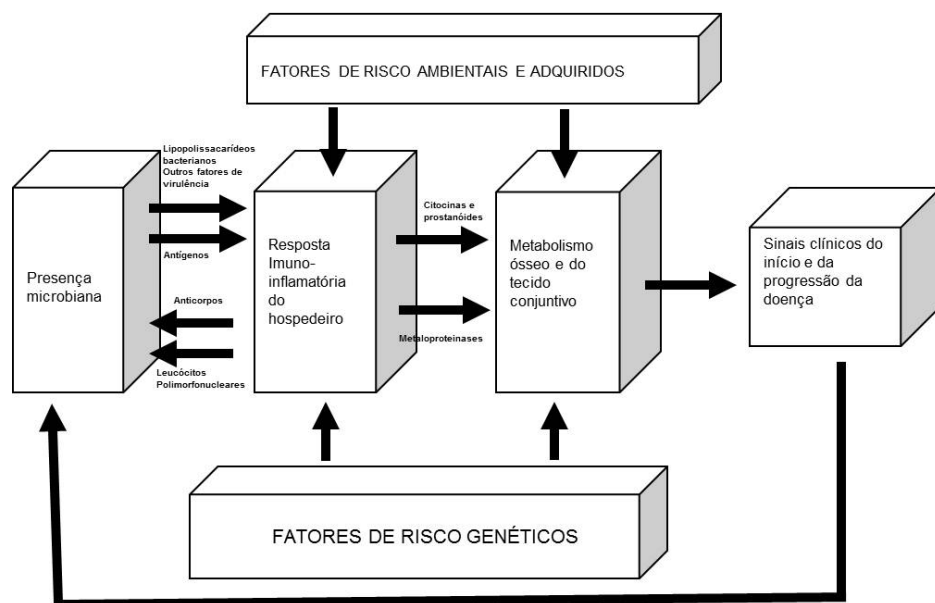 FATORES DE RISCO AMBIENTAIS E ADQUIRIDOS
Lipopolissacarídeos
bacterianos
Outros fatores de
virulência
Antígenos
Anticorpos
Leucócitos
Polimorfonucleares
Presença
microbiana
Resposta
Imuno-
inflamatória
do
hospedeiro
Citocinas e
prostanóides
Metaloproteinases
Metabolismo
ósseo e do
tecido
conjuntivo
Sinais clínicos do
início e da
progressão da
doença
FATORES DE RISCO GENÉTICOS